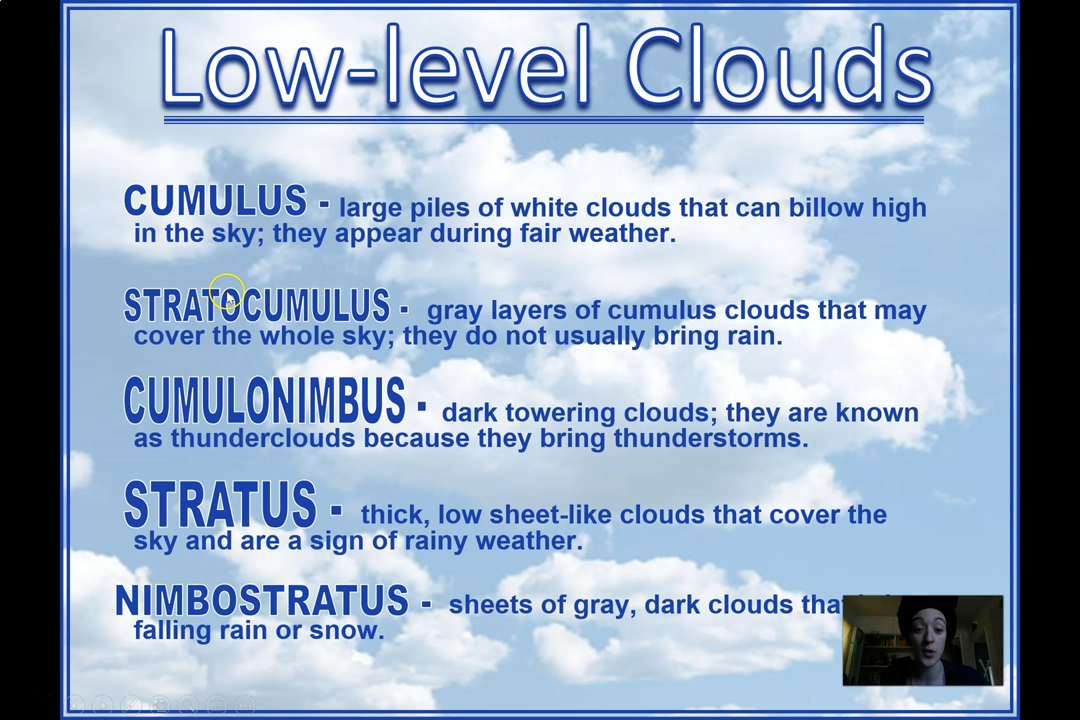 Low-level Clouds
CUMULUS - large piles of white clouds that can billow high
in the sky; they appear during fair weather.
STRATOCUMULUS - gray layers of cumulus clouds that may
cover the whole sky; they do not usually bring rain.
CUMULONIMBUS - dark towering clouds; they are known
as thunderclouds because they bring thunderstorms.
STRATUS - thick, low sheet-like clouds that cover the
sky and are a sign of rainy weather.
NIMBOSTRATUS - sheets of gray, dark clouds
falling rain or snow.